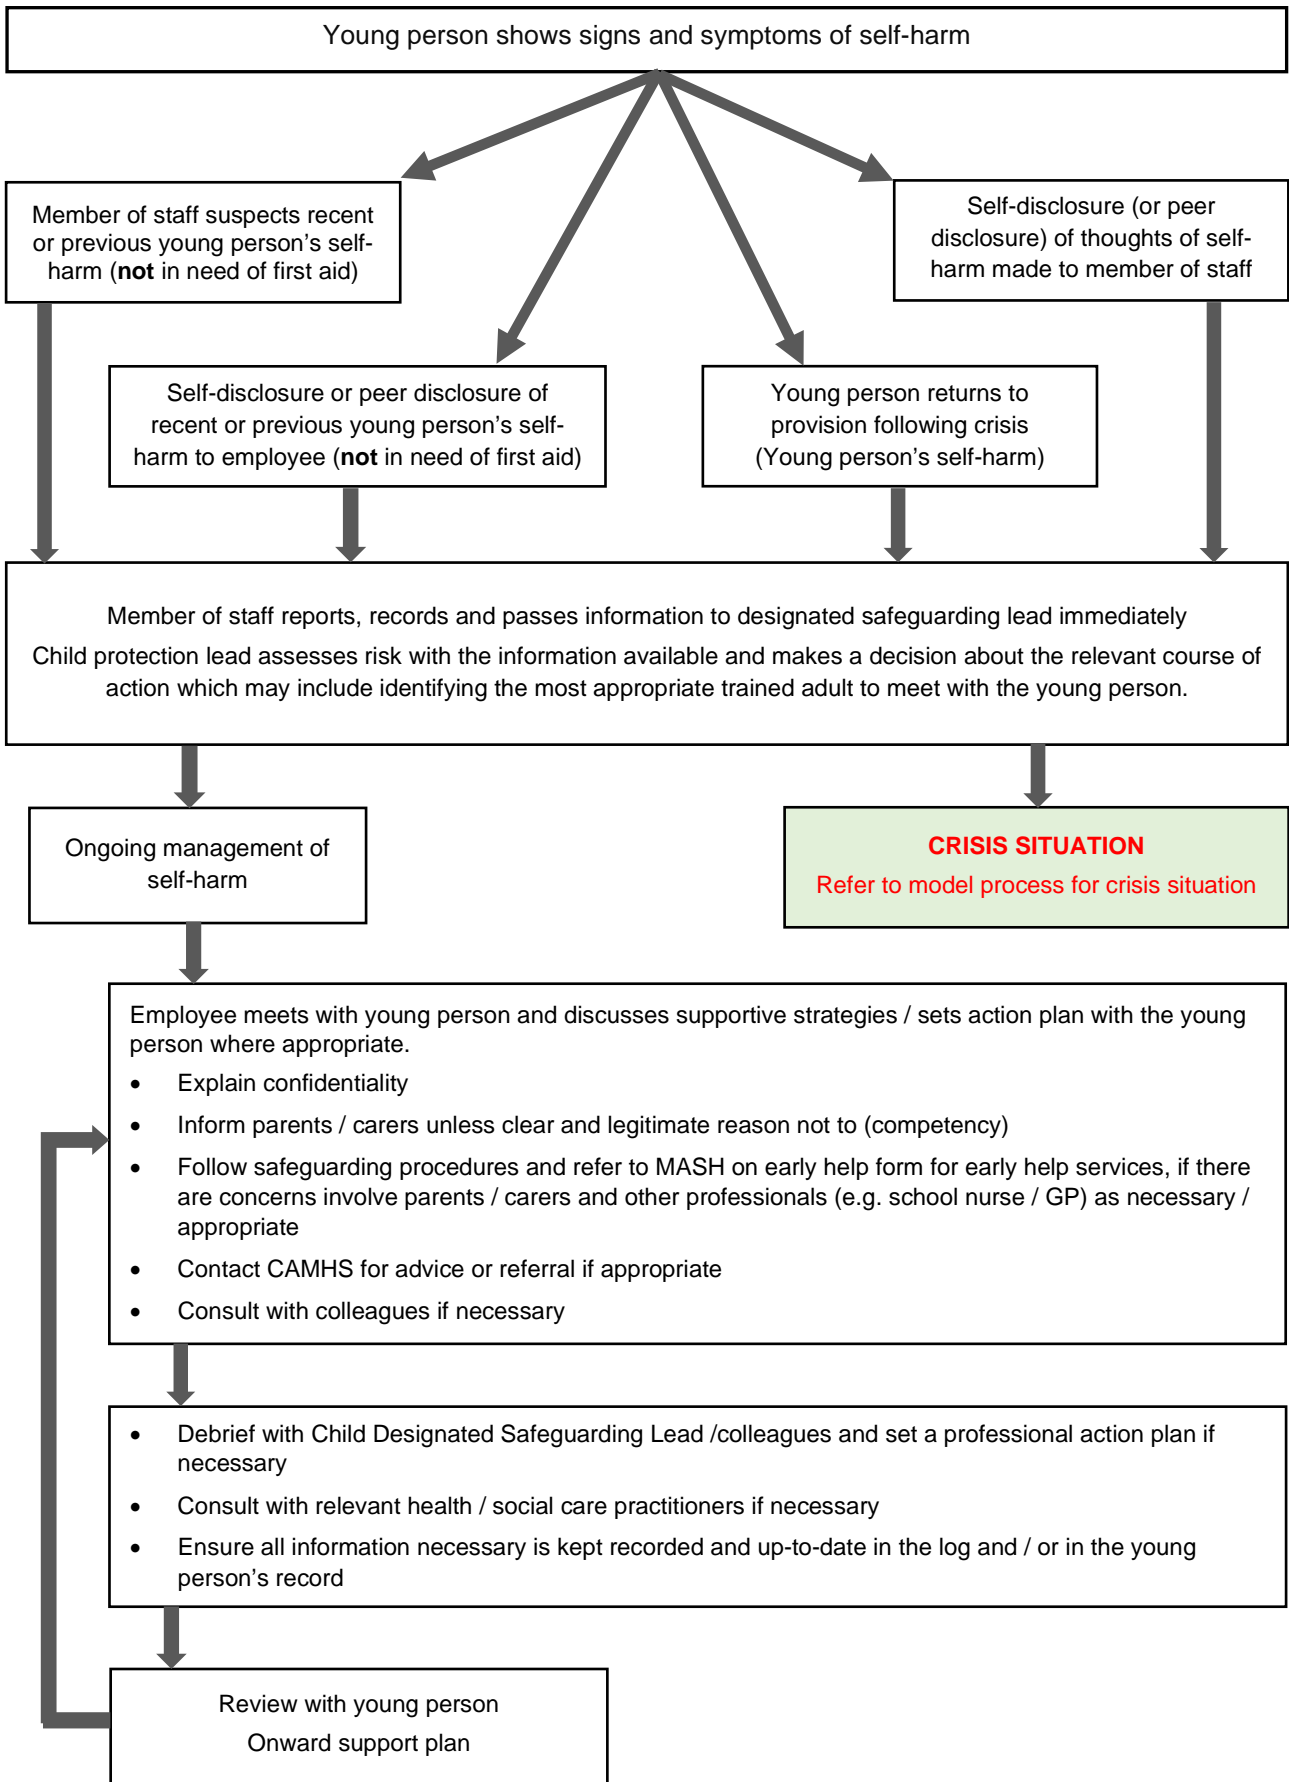 Young person shows signs and symptoms of self-harm
Member of staff suspects recent
or previous young person’s self-
harm (not in need of first aid)
Self-disclosure (or peer
disclosure) of thoughts of self-
harm made to member of staff
Self-disclosure or peer disclosure of
recent or previous young person’s self-
harm to employee (not in need of first aid)
Young person returns to
provision following crisis
(Young person’s self-harm)
Member of staff reports, records and passes information to designated safeguarding lead immediately
Child protection lead assesses risk with the information available and makes a decision about the relevant course of
action which may include identifying the most appropriate trained adult to meet with the young person.
Ongoing management of
self-harm
CRISIS SITUATION
Refer to model process for crisis situation
Employee meets with young person and discusses supportive strategies / sets action plan with the young
person where appropriate.
• Explain confidentiality
• Inform parents / carers unless clear and legitimate reason not to (competency)
• Follow safeguarding procedures and refer to MASH on early help form for early help services, if there
are concerns involve parents / carers and other professionals (e.g. school nurse / GP) as necessary /
appropriate
• Contact CAMHS for advice or referral if appropriate
• Consult with colleagues if necessary
• Debrief with Child Designated Safeguarding Lead /colleagues and set a professional action plan if
necessary
• Consult with relevant health / social care practitioners if necessary
• Ensure all information necessary is kept recorded and up-to-date in the log and / or in the young
person’s record
Review with young person
Onward support plan